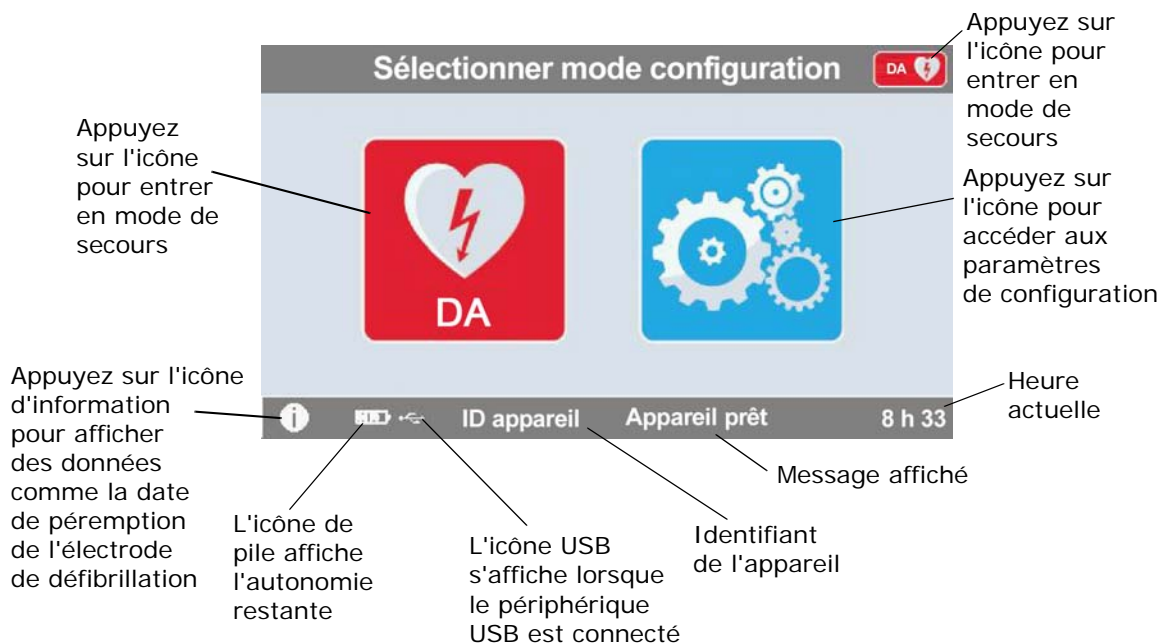 Appuyez sur
l'icône pour
entrer en
mode de
secours
Sélectionner mode configuration
DA
Appuyez
sur l'icône
pour entrer
en mode de
secours
DA
Appuyez sur
l'icône pour
accéder aux
paramètres
de configuration
Appuyez sur l'icône
d'information
pour afficher
des données
comme la date
de péremption
de l'électrode
de défibrillation
ID appareil
Appareil prêt
8 h 33
Heure
actuelle
L'icône de
pile affiche
l'autonomie
restante
L'icône USB
s'affiche lorsque
le périphérique
USB est connecté
Identifiant
de l'appareil
Message affiché